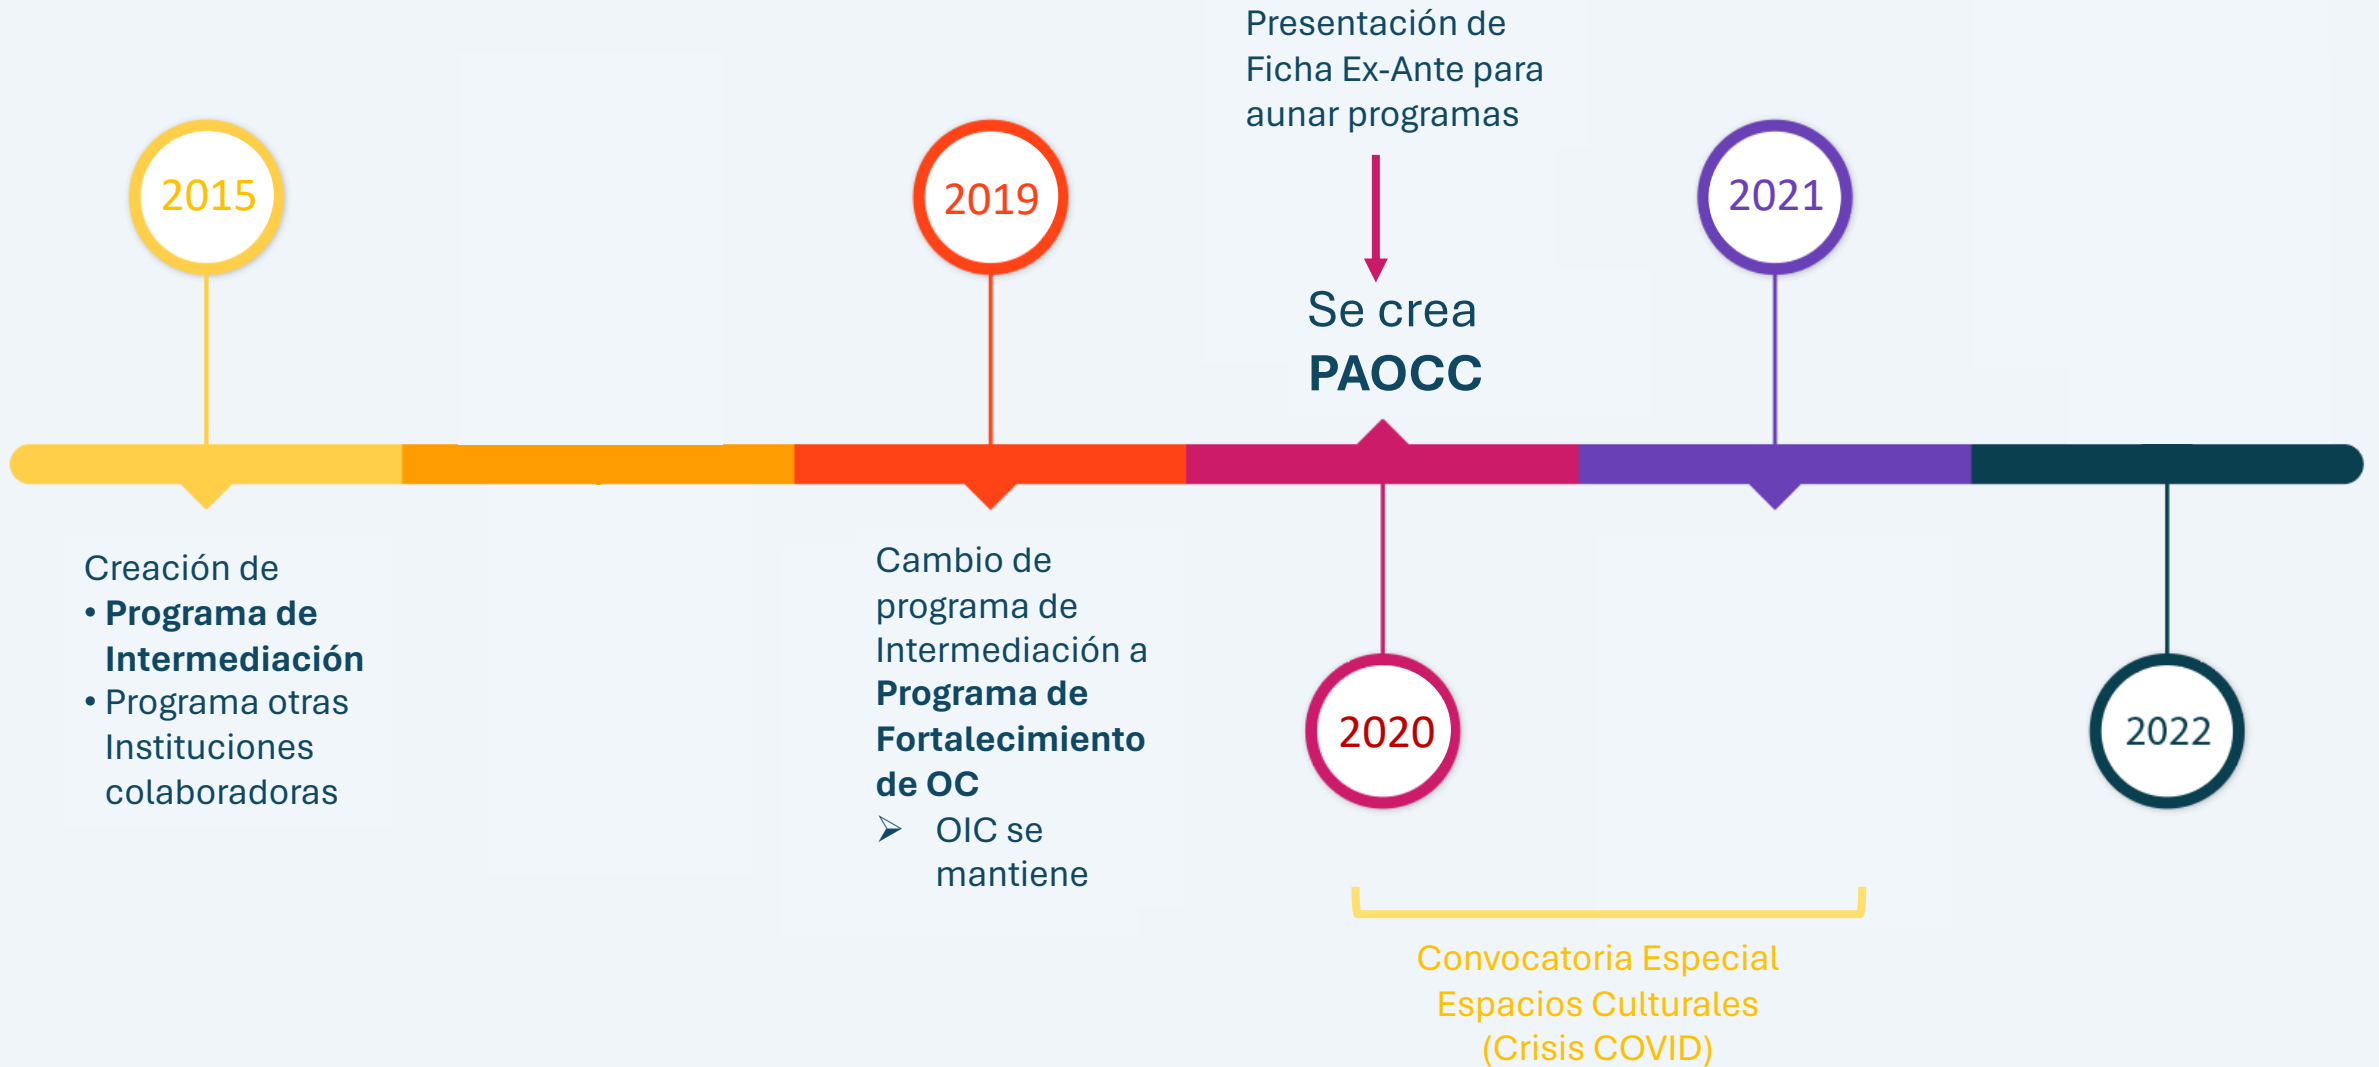 2015
Creación de
• Programa de
Intermediación
• Programa otras
Instituciones
colaboradoras
2019
Cambio de
programa de
Intermediación a
Programa de
Fortalecimiento
de OC
➢ OIC se
mantiene
Presentación de
Ficha Ex-Ante para
aunar programas
Se crea
PAOCC
2020
2021
2022
Convocatoria Especial
Espacios Culturales
(Crisis COVID)